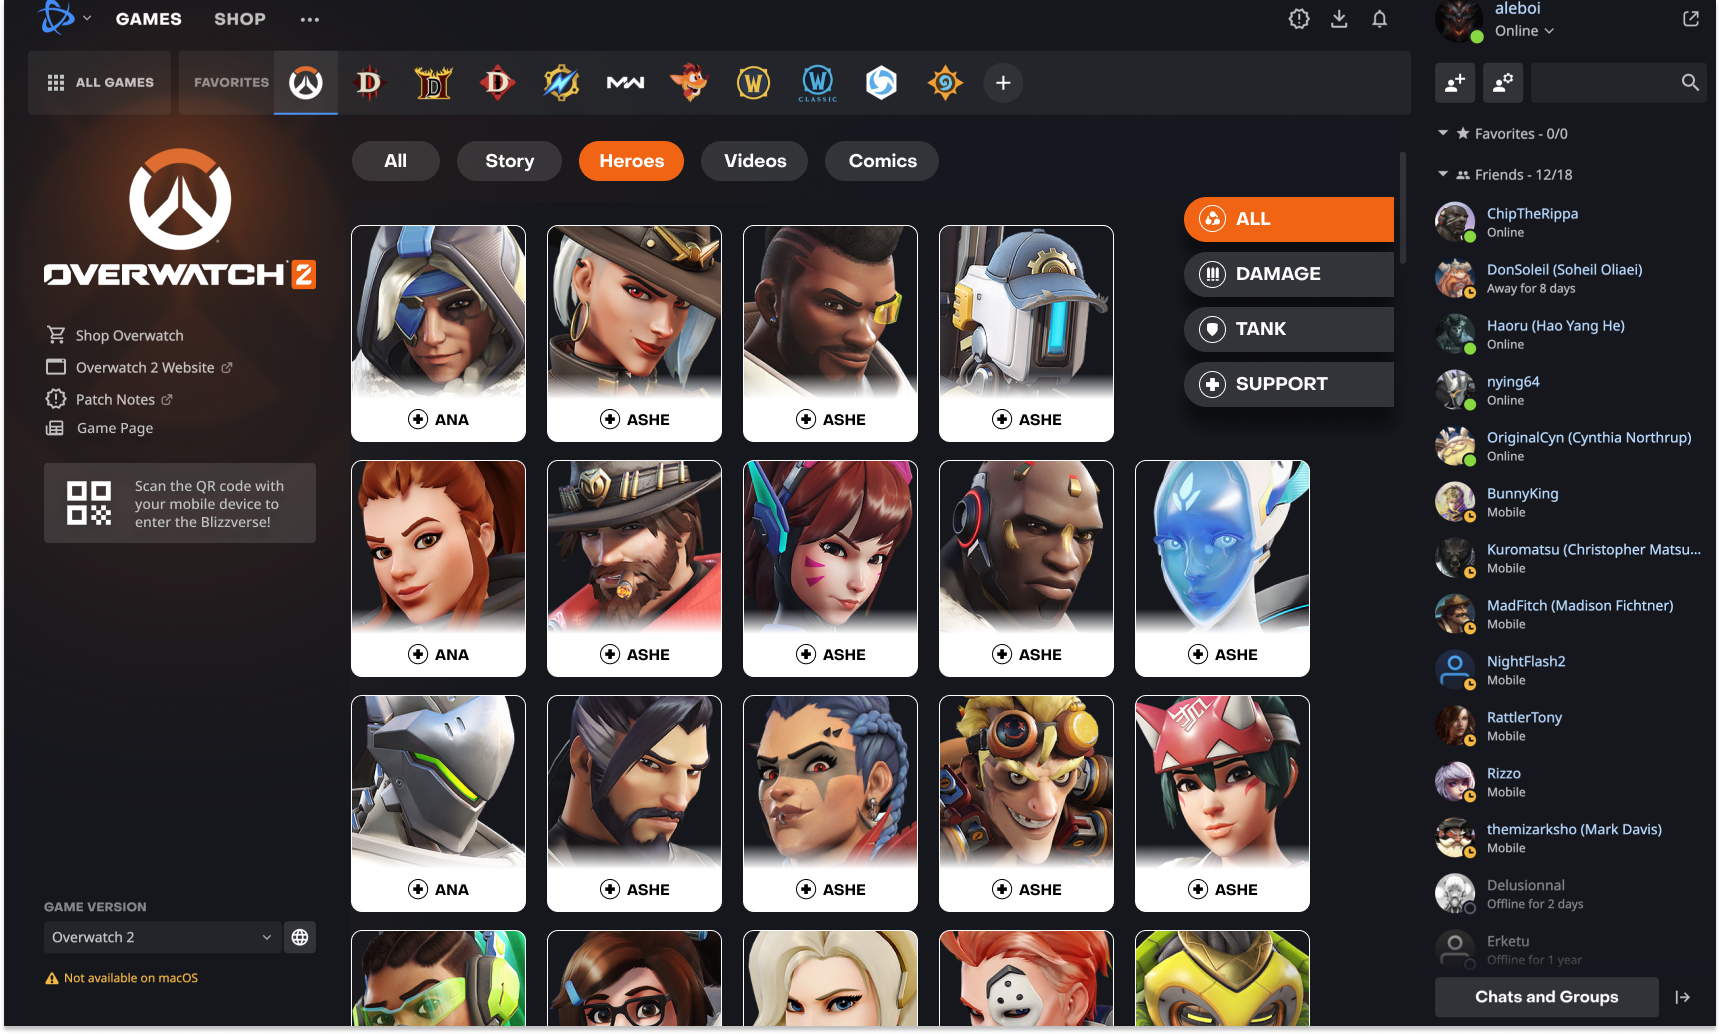 GAMES SHOP
aleboi
Online
ALL GAMES
FAVORITES
D
D
D
MW
W
W
CLASSIC
All Story Heroes Videos Comics
OVERWATCH 2
Shop Overwatch
Overwatch 2 Website
Patch Notes
Game Page
Scan the QR code with
your mobile device to
enter the Blizzverse!
GAME VERSION
Overwatch 2
Not available on macOS
ANA ASHE ASHE ASHE
ANA ASHE ASHE ASHE ASHE
ANA ASHE ASHE ASHE ASHE
ALL
DAMAGE
TANK
SUPPORT
Favorites - 0/0
Friends - 12/18
ChipTheRippa
Online
DonSoleil (Soheil Oliaei)
Away for 8 days
Haoru (Hao Yang He)
Online
nying64
Online
OriginalCyn (Cynthia Northrup)
Online
BunnyKing
Mobile
Kuromatsu (Christopher Matsu...
Mobile
MadFitch (Madison Fichtner)
Mobile
NightFlash2
Mobile
RattlerTony
Mobile
Rizzo
Mobile
themizarksho (Mark Davis)
Mobile
Delusionnal
Offline for 2 days
Erketu
Offline for 1 year
Chats and Groups